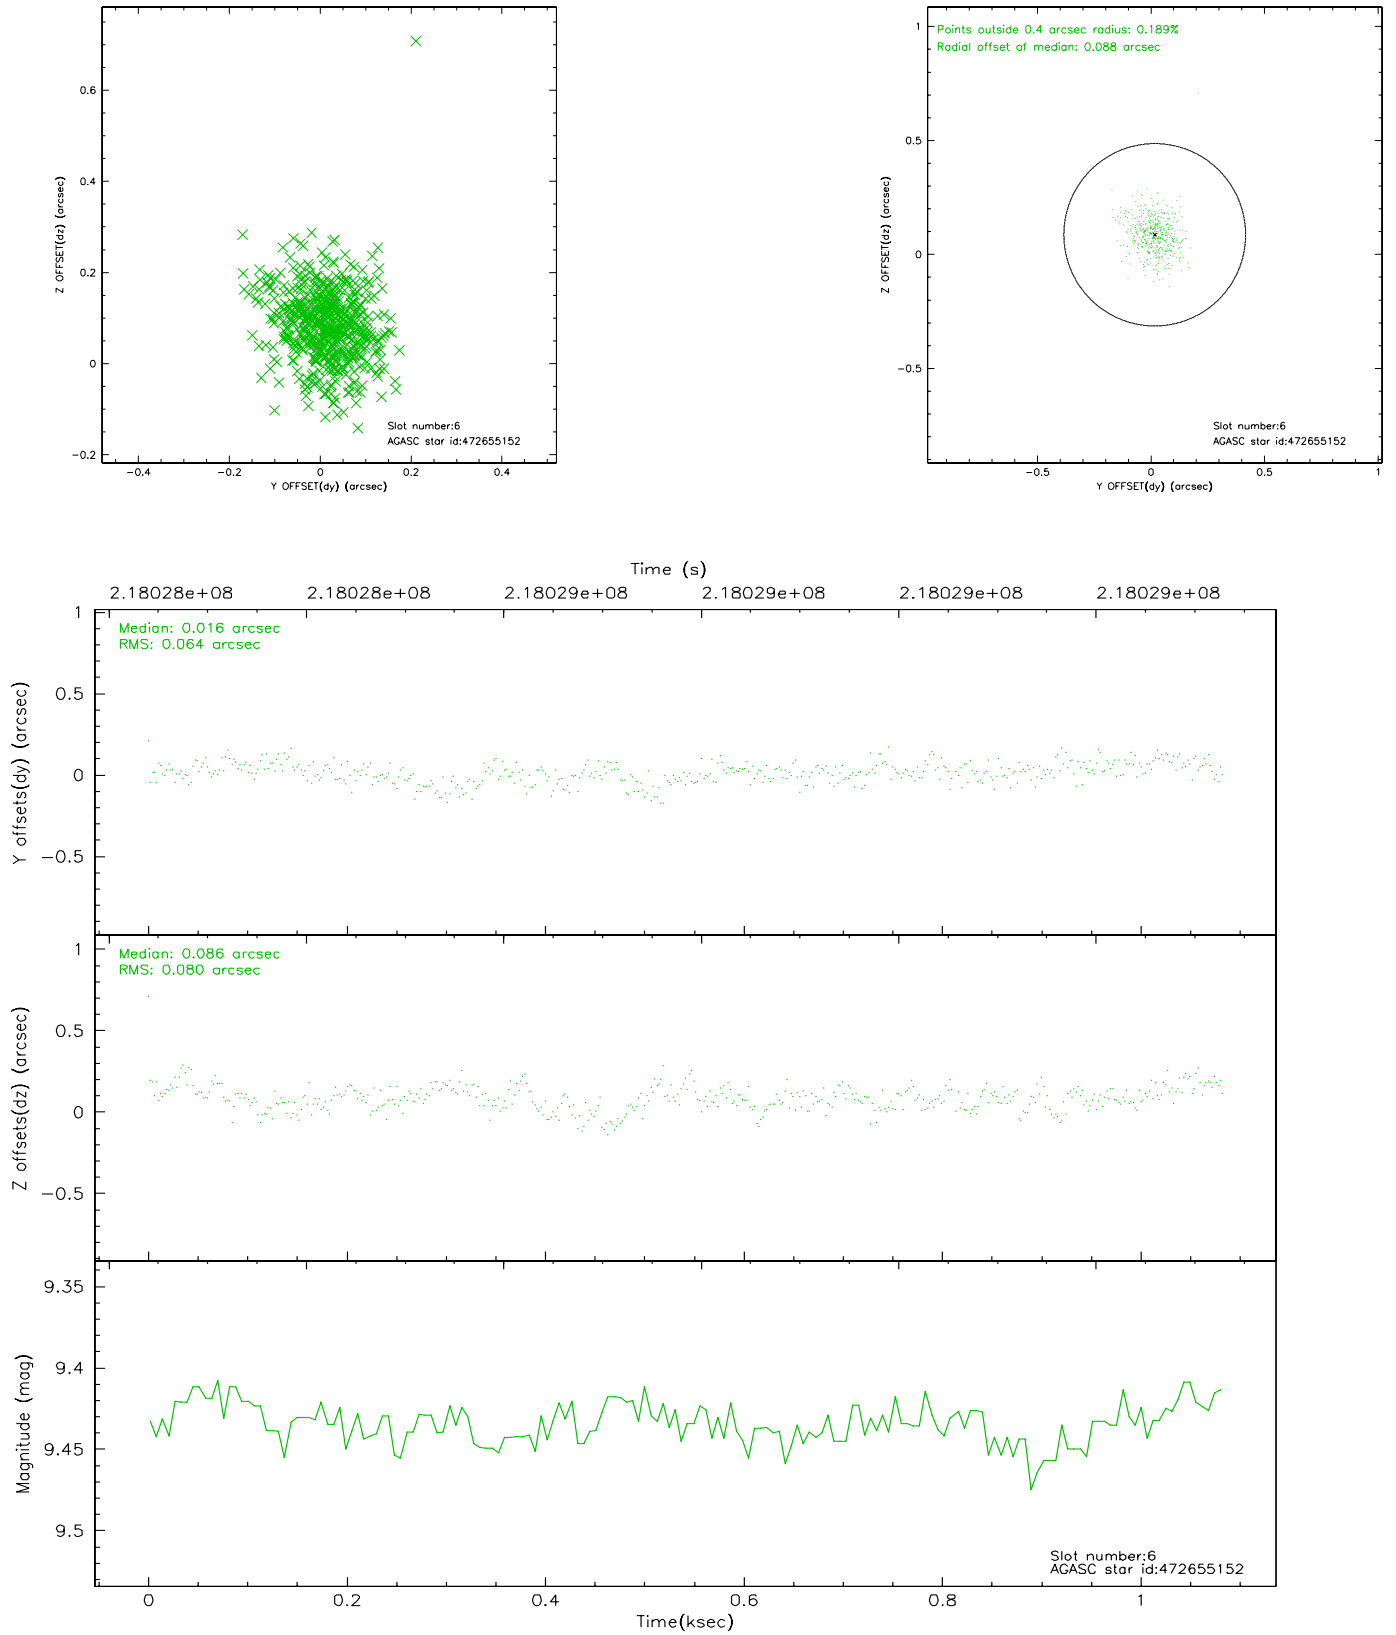 0.6
0.4
0.2
0
-0.2
-0.4
-0.2
0
0.2
0.4
Z OFFSET(dz) (arcsec)
Y OFFSET(dy) (arcsec)
Slot number:6
AGASC star id:472655152
Points outside 0.4 arcsec radius: 0.189%
Radial offset of median: 0.088 arcsec
1
0.5
0
-0.5
-0.5
0
0.5
1
Z OFFSET(dz) (arcsec)
Y OFFSET(dy) (arcsec)
Slot number:6
AGASC star id:472655152
Time (s)
2.18028e+08 2.18028e+08 2.18029e+08 2.18029e+08 2.18029e+08 2.18029e+08
Median: 0.016 arcsec
RMS: 0.064 arcsec
1
0.5
0
-0.5
Y offsets(dy) (arcsec)
Median: 0.086 arcsec
RMS: 0.080 arcsec
1
0.5
0
-0.5
Z offsets(dz) (arcsec)
9.35
9.4
9.45
9.5
Magnitude (mag)
Slot number:6
AGASC star id:472655152
0 0.2 0.4 0.6 0.8 1
Time(ksec)